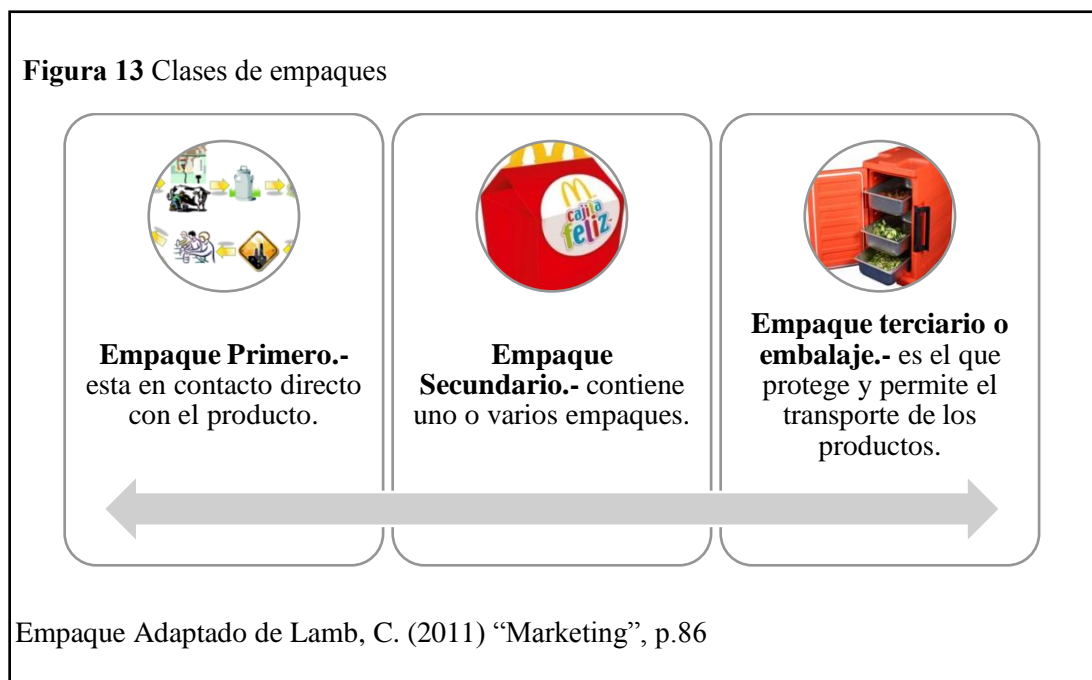 Figura 13 Clases de empaques
cajita
feliz
Empaque Primero.-
esta en contacto directo
con el producto.
Empaque
Secundario.- contiene
uno o varios empaques.
Empaque terciario o
embalaje.- es el que
protege y permite el
transporte de los
productos.
Empaque Adaptado de Lamb, C. (2011) “Marketing”, p.86